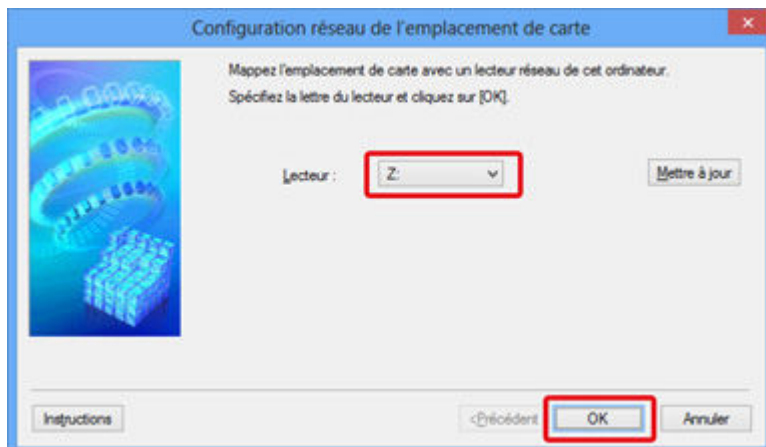 Configuration réseau de l'emplacement de carte
Mappez l'emplacement de carte avec un lecteur réseau de cet ordinateur.
Spécifiez la lettre du lecteur et cliquez sur [OK].
Lecteur : Z: Mettre à jour
Instructions <Précédent OK Annuler